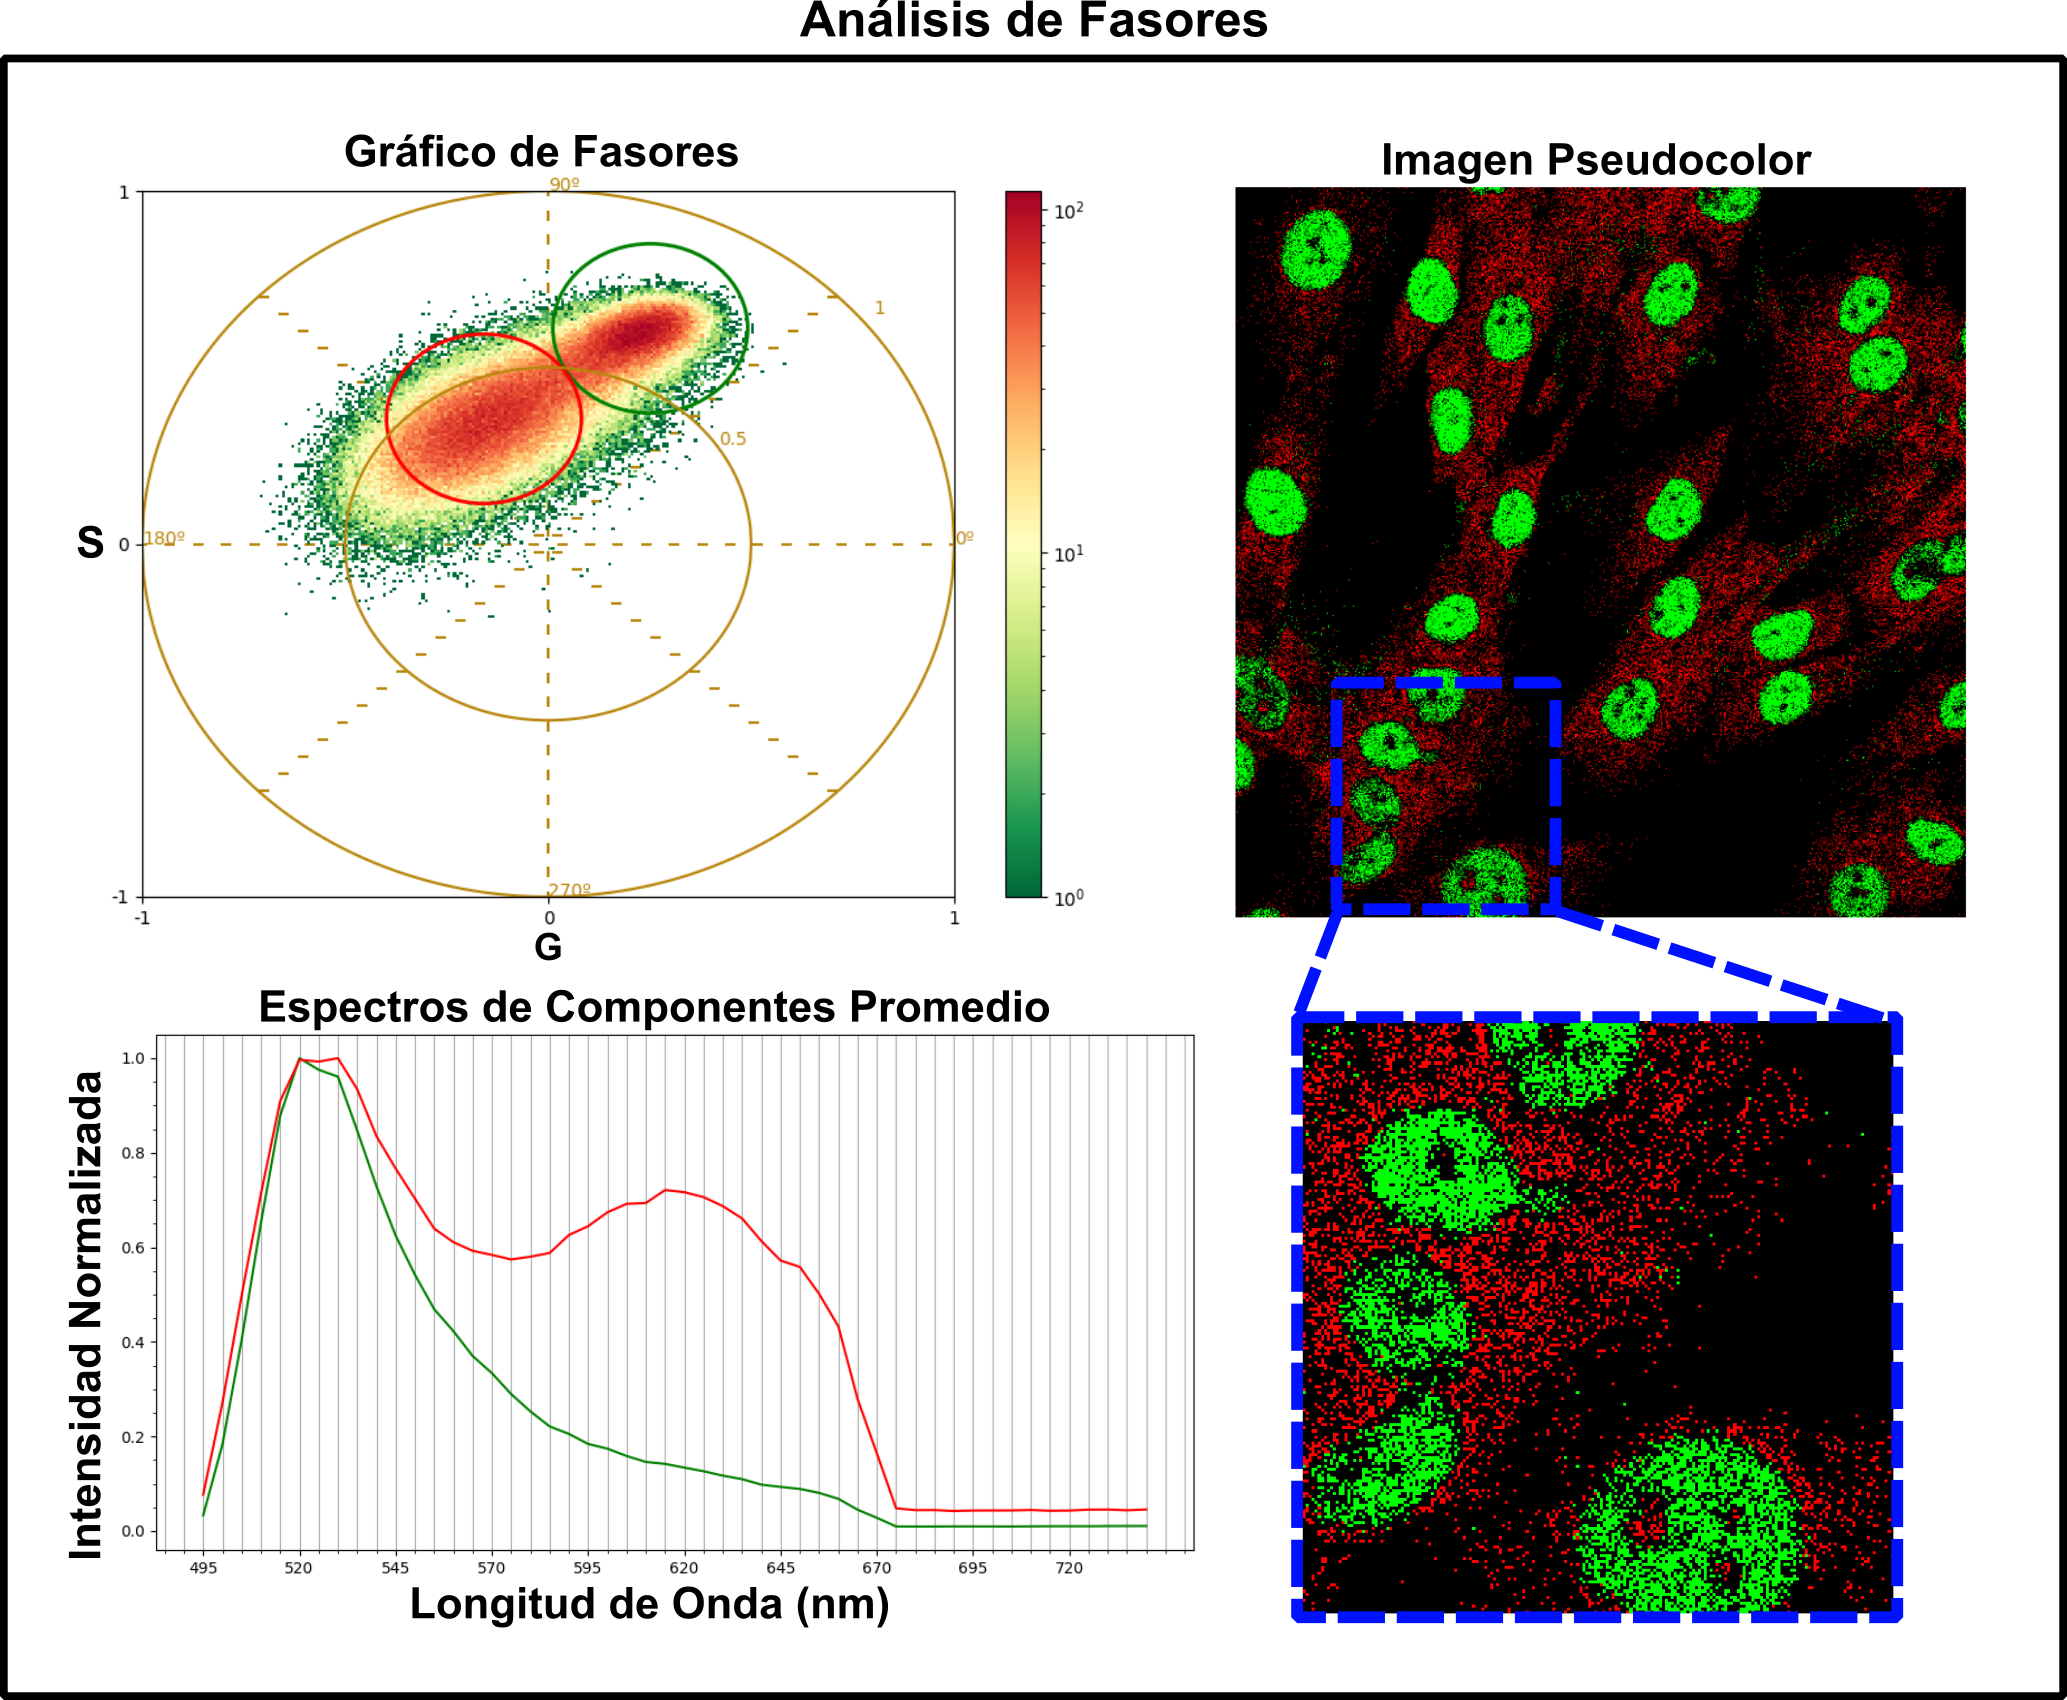 Análisis de Fasores
Gráfico de Fasores
1
0
-1
S
90º
180º
0º
270º
1
0.5
-1
0
1
G
10²
10¹
10⁰
Imagen Pseudocolor
Espectros de Componentes Promedio
Intensidad Normalizada
1.0
0.8
0.6
0.4
0.2
0.0
495 520 545 570 595 620 645 670 695 720
Longitud de Onda (nm)